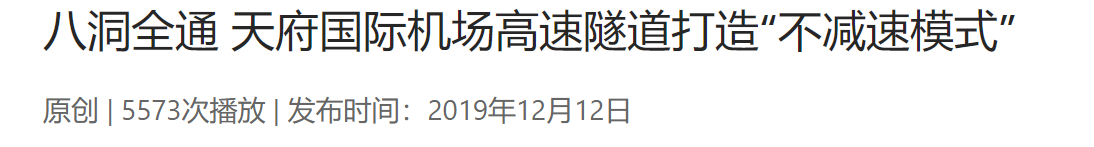 八洞全通 天府国际机场高速隧道打造“不减速模式”
原创 | 5573次播放 | 发布时间：2019年12月12日